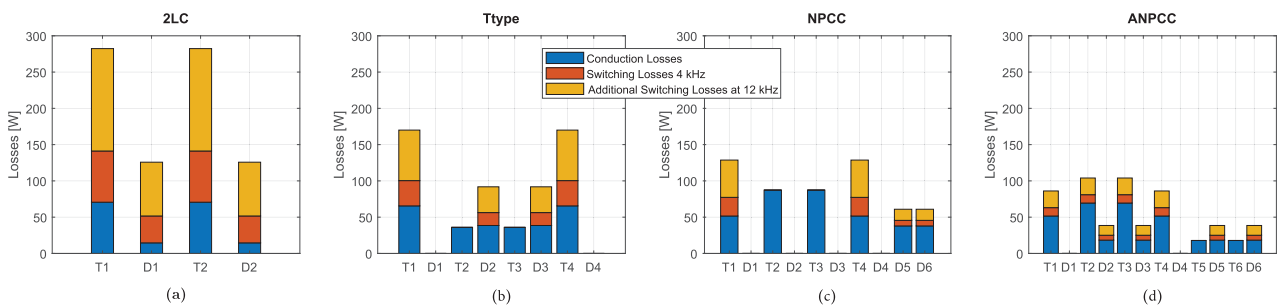 2LC
Ttype
NPCC
ANPCC
Losses [W]
300
250
200
150
100
50
0
T1 D1 T2 D2
(a)
Losses [W]
300
250
200
150
100
50
0
T1 D1 T2 D2 T3 D3 T4 D4
(b)
Conduction Losses
Switching Losses 4 kHz
Additional Switching Losses at 12 kHz
Losses [W]
300
250
200
150
100
50
0
T1 D1 T2 D2 T3 D3 T4 D4 D5 D6
(c)
Losses [W]
300
250
200
150
100
50
0
T1 D1 T2 D2 T3 D3 T4 D4 T5 D5 T6 D6
(d)